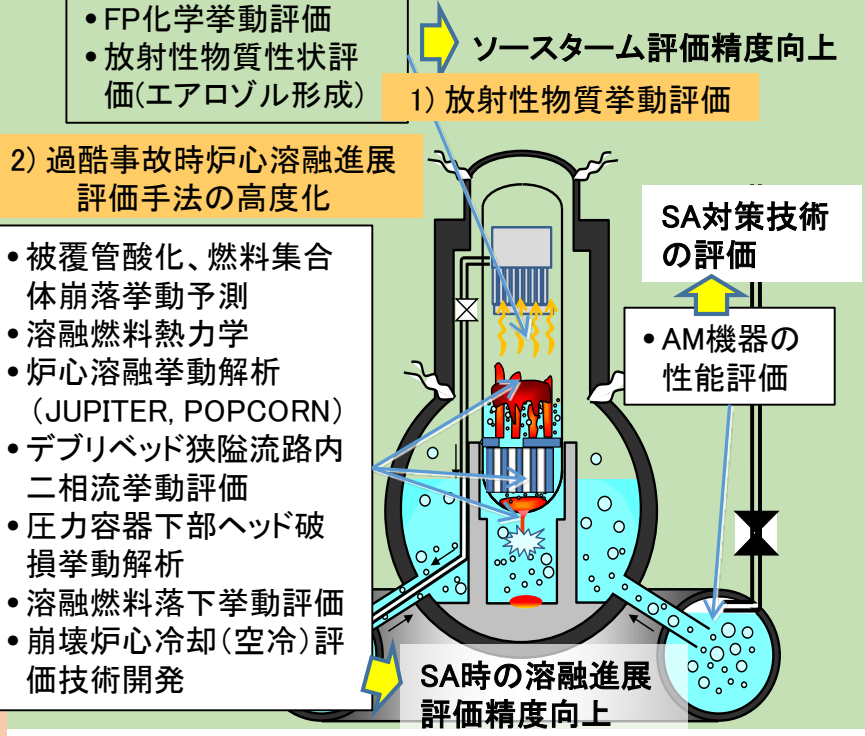 • FP化学挙動評価
• 放射性物質性状評
価(エアロゾル形成)
ソースターム評価精度向上
1) 放射性物質挙動評価
2) 過酷事故時炉心溶融進展
評価手法の高度化
• 被覆管酸化、燃料集合
体崩落挙動予測
• 溶融燃料熱力学
• 炉心溶融挙動解析
(JUPITER, POPCORN)
• デブリベッド狭隘流路内
二相流挙動評価
• 圧力容器下部ヘッド破
損挙動解析
• 溶融燃料落下挙動評価
• 崩壊炉心冷却(空冷)評
価技術開発
SA対策技術
の評価
• AM機器の
性能評価
SA時の溶融進展
評価精度向上